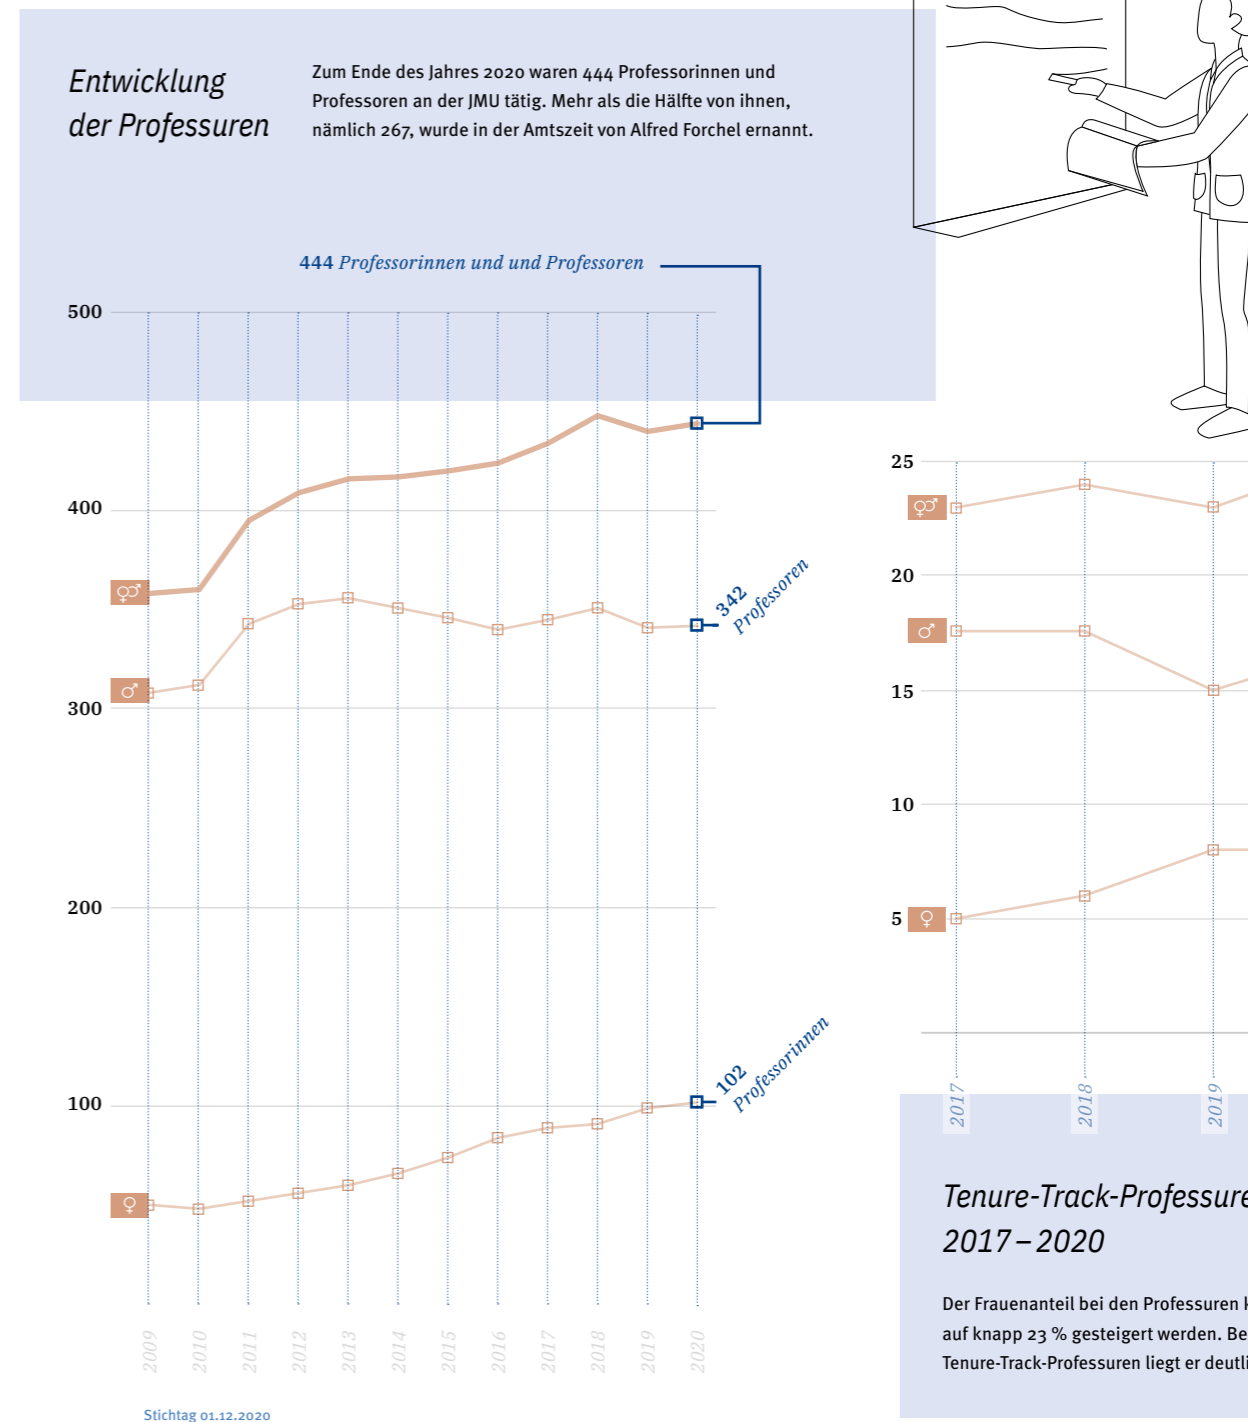 Entwicklung
der Professuren
Zum Ende des Jahres 2020 waren 444 Professorinnen und
Professoren an der JMU tätig. Mehr als die Hälfte von ihnen,
nämlich 267, wurde in der Amtszeit von Alfred Forchel ernannt.
444 Professorinnen und und Professoren
500
400
300
200
100
342
Professoren
102
Professorinnen
2009
2010
2011
2012
2013
2014
2015
2016
2017
2018
2019
2020
Stichtag 01.12.2020
25
20
15
10
5
2017
2018
2019
Tenure-Track-Professure
2017 – 2020
Der Frauenanteil bei den Professuren
auf knapp 23 % gesteigert werden. Be
Tenure-Track-Professuren liegt er deutli